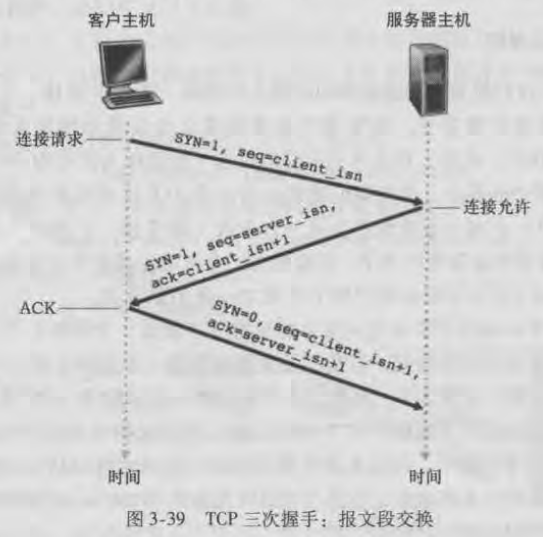 客户主机
服务器主机
连接请求
SYN=1, seq=client_isn
连接允许
SYN=1, seq=server_isn,
ack=client_isn+1
ACK
SYN=0, seq=client_isn+1,
ack=server_isn+1
时间
时间
图 3-39 TCP 三次握手：报文段交换